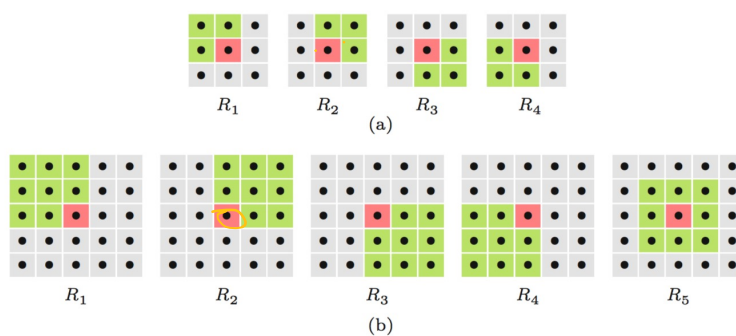 R₁ R₂ R₃ R₄
(a)
R₁ R₂ R₃ R₄ R₅
(b)